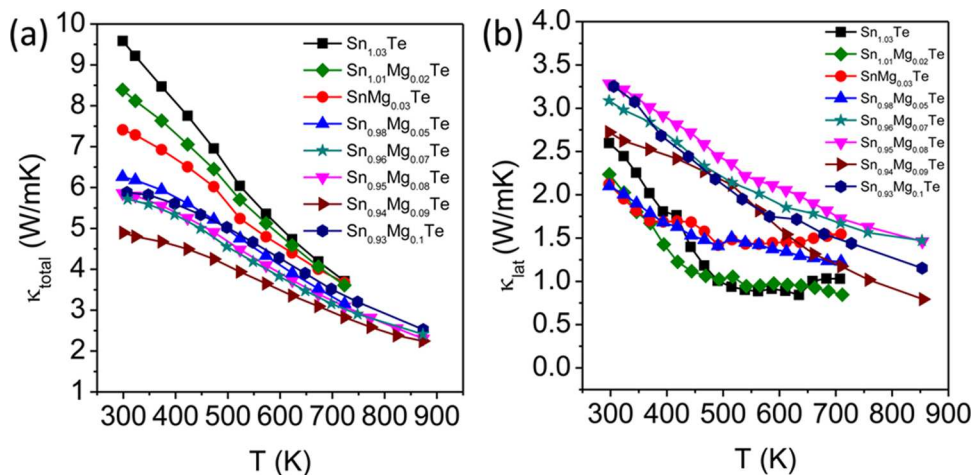 (a)
10
9
8
7
6
5
4
3
2
1
κtotal (W/mK)
300 400 500 600 700 800 900
T (K)
Sn1.03Te
Sn1.01Mg0.02Te
SnMg0.03Te
Sn0.98Mg0.05Te
Sn0.96Mg0.07Te
Sn0.95Mg0.08Te
Sn0.94Mg0.09Te
Sn0.93Mg0.1Te
(b)
4.0
3.5
3.0
2.5
2.0
1.5
1.0
0.5
0.0
κlat (W/mK)
300 400 500 600 700 800 900
T (K)
Sn1.03Te
Sn1.01Mg0.02Te
SnMg0.03Te
Sn0.98Mg0.05Te
Sn0.96Mg0.07Te
Sn0.95Mg0.08Te
Sn0.94Mg0.09Te
Sn0.93Mg0.1Te